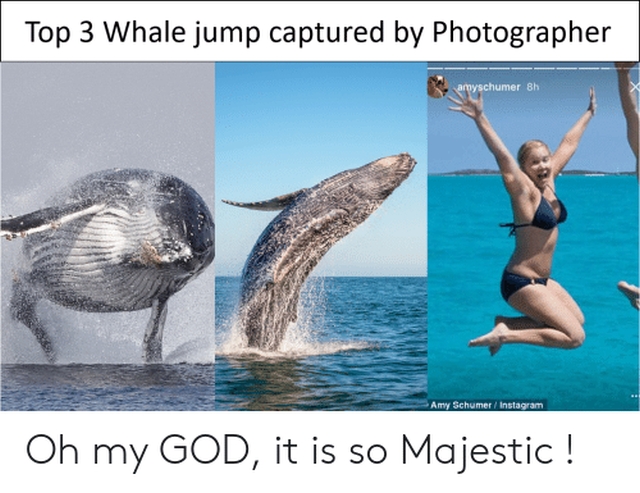 Top 3 Whale jump captured by Photographer
amyschumer 8h
Amy Schumer / Instagram
Oh my GOD, it is so Majestic !